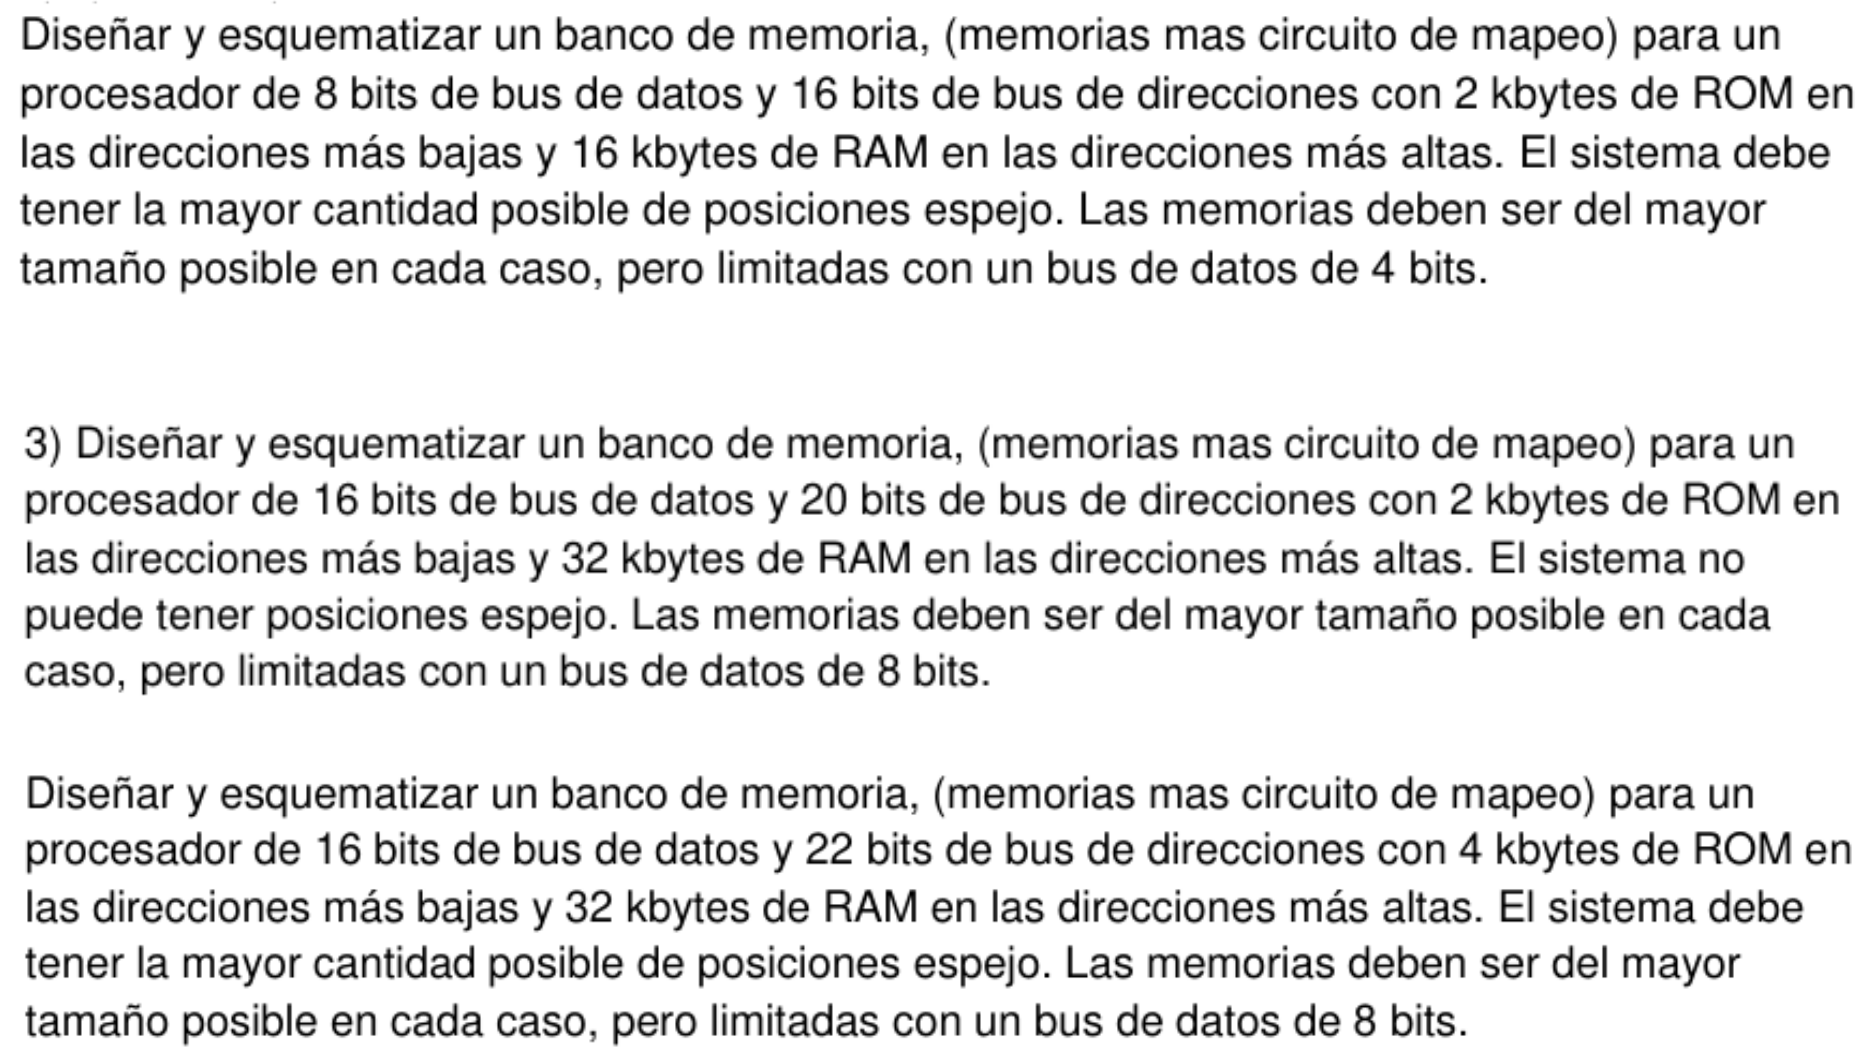 Diseñar y esquematizar un banco de memoria, (memorias mas circuito de mapeo) para un
procesador de 8 bits de bus de datos y 16 bits de bus de direcciones con 2 kbytes de ROM en
las direcciones más bajas y 16 kbytes de RAM en las direcciones más altas. El sistema debe
tener la mayor cantidad posible de posiciones espejo. Las memorias deben ser del mayor
tamaño posible en cada caso, pero limitadas con un bus de datos de 4 bits.
3) Diseñar y esquematizar un banco de memoria, (memorias mas circuito de mapeo) para un
procesador de 16 bits de bus de datos y 20 bits de bus de direcciones con 2 kbytes de ROM en
las direcciones más bajas y 32 kbytes de RAM en las direcciones más altas. El sistema no
puede tener posiciones espejo. Las memorias deben ser del mayor tamaño posible en cada
caso, pero limitadas con un bus de datos de 8 bits.
Diseñar y esquematizar un banco de memoria, (memorias mas circuito de mapeo) para un
procesador de 16 bits de bus de datos y 22 bits de bus de direcciones con 4 kbytes de ROM en
las direcciones más bajas y 32 kbytes de RAM en las direcciones más altas. El sistema debe
tener la mayor cantidad posible de posiciones espejo. Las memorias deben ser del mayor
tamaño posible en cada caso, pero limitadas con un bus de datos de 8 bits.